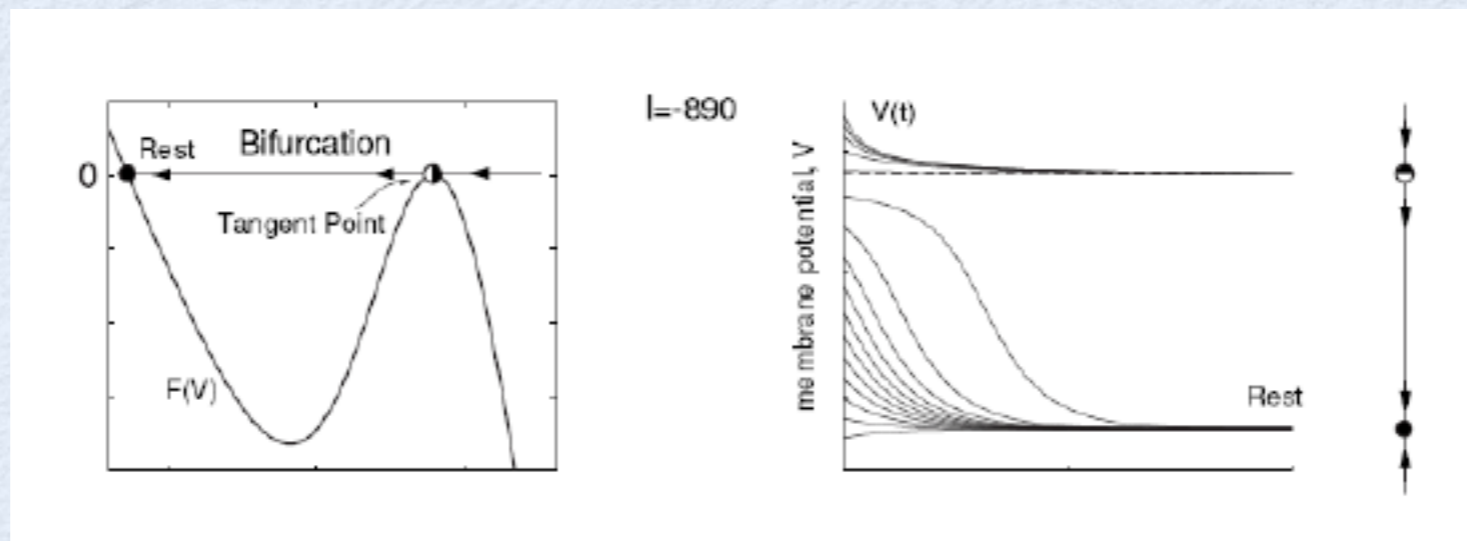 I=-890
Bifurcation
Rest
0
Tangent Point
F(V)
V(t)
membrane potential, V
Rest